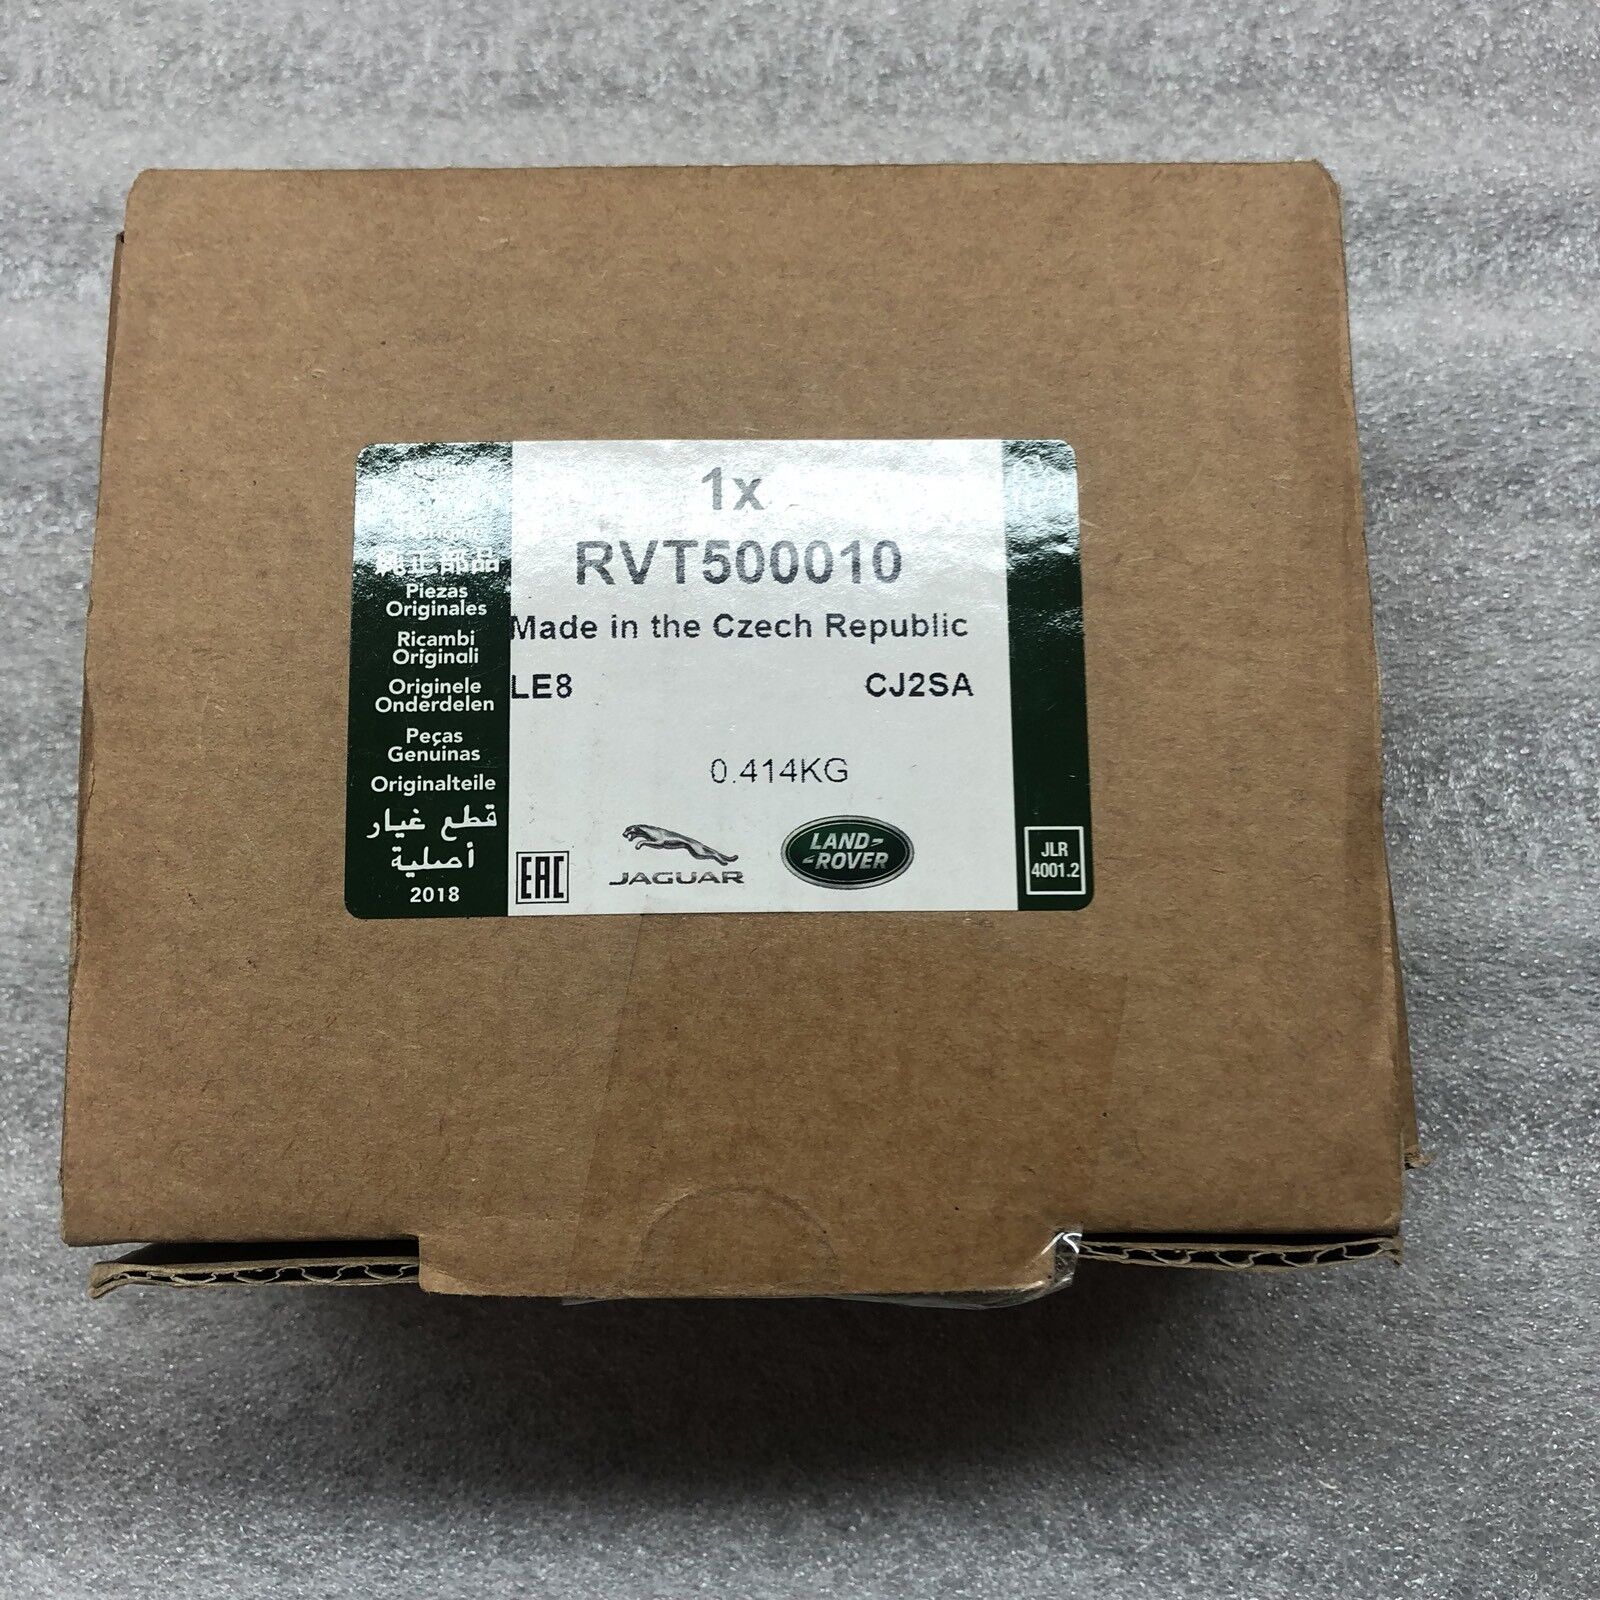 1x
RVT500010
Made in the Czech Republic
LE8 CJ2SA
0.414KG
EAC
JAGUAR
LAND-
-ROVER
純正部品
Piezas
Originales
Ricambi
Originali
Originele
Onderdelen
Peças
Genuinas
Originalteile
قطع غيار
أصلية
2018
JLR
4001.2